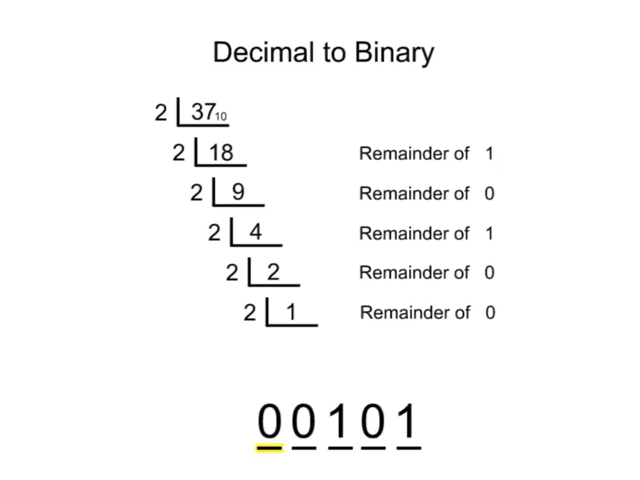 Decimal to Binary
2 37₁₀
2 18 Remainder of 1
2 9 Remainder of 0
2 4 Remainder of 1
2 2 Remainder of 0
2 1 Remainder of 0
0 0 1 0 1